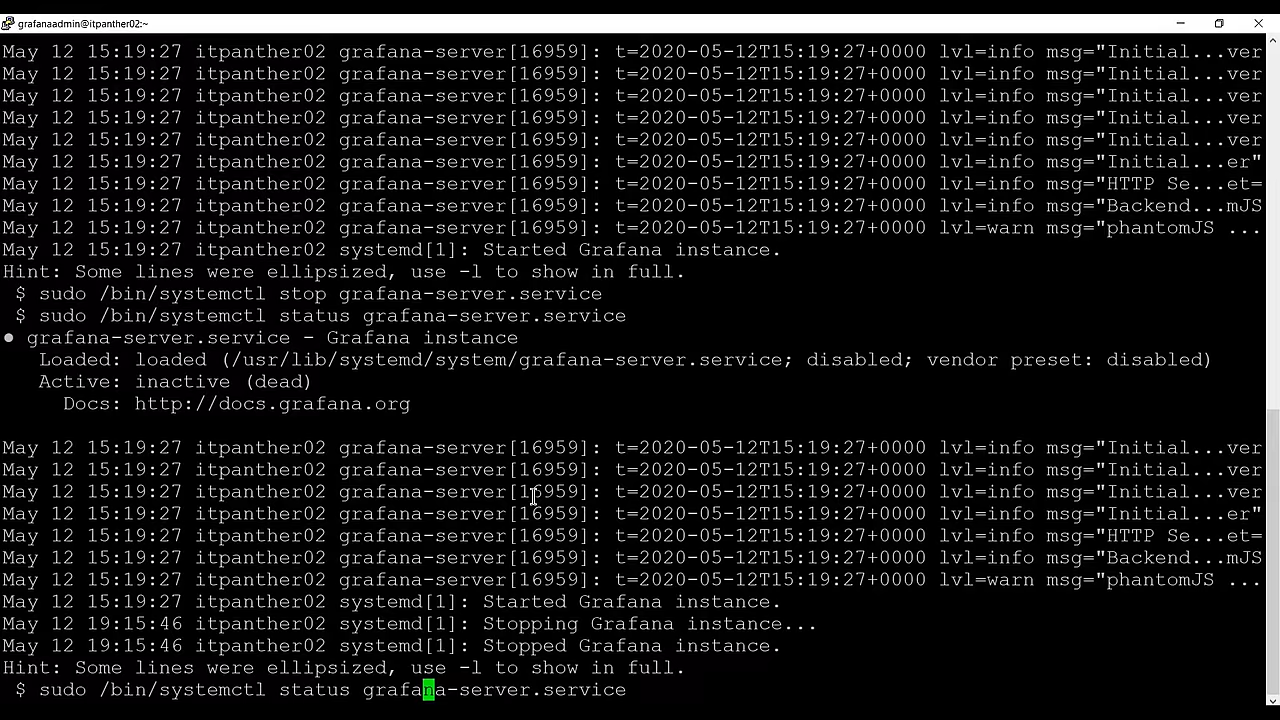 grafanaadmin@itpanther02:~
May 12 15:19:27 itpanther02 grafana-server[16959]: t=2020-05-12T15:19:27+0000 lvl=info msg="Initial...ver
May 12 15:19:27 itpanther02 grafana-server[16959]: t=2020-05-12T15:19:27+0000 lvl=info msg="Initial...ver
May 12 15:19:27 itpanther02 grafana-server[16959]: t=2020-05-12T15:19:27+0000 lvl=info msg="Initial...ver
May 12 15:19:27 itpanther02 grafana-server[16959]: t=2020-05-12T15:19:27+0000 lvl=info msg="Initial...ver
May 12 15:19:27 itpanther02 grafana-server[16959]: t=2020-05-12T15:19:27+0000 lvl=info msg="Initial...ver
May 12 15:19:27 itpanther02 grafana-server[16959]: t=2020-05-12T15:19:27+0000 lvl=info msg="Initial...er"
May 12 15:19:27 itpanther02 grafana-server[16959]: t=2020-05-12T15:19:27+0000 lvl=info msg="HTTP Se...et=
May 12 15:19:27 itpanther02 grafana-server[16959]: t=2020-05-12T15:19:27+0000 lvl=info msg="Backend...mJS
May 12 15:19:27 itpanther02 grafana-server[16959]: t=2020-05-12T15:19:27+0000 lvl=warn msg="phantomJS ...
May 12 15:19:27 itpanther02 systemd[1]: Started Grafana instance.
Hint: Some lines were ellipsized, use -l to show in full.
$ sudo /bin/systemctl stop grafana-server.service
$ sudo /bin/systemctl status grafana-server.service
● grafana-server.service - Grafana instance
Loaded: loaded (/usr/lib/systemd/system/grafana-server.service; disabled; vendor preset: disabled)
Active: inactive (dead)
Docs: http://docs.grafana.org
May 12 15:19:27 itpanther02 grafana-server[16959]: t=2020-05-12T15:19:27+0000 lvl=info msg="Initial...ver
May 12 15:19:27 itpanther02 grafana-server[16959]: t=2020-05-12T15:19:27+0000 lvl=info msg="Initial...ver
May 12 15:19:27 itpanther02 grafana-server[16959]: t=2020-05-12T15:19:27+0000 lvl=info msg="Initial...ver
May 12 15:19:27 itpanther02 grafana-server[16959]: t=2020-05-12T15:19:27+0000 lvl=info msg="Initial...er"
May 12 15:19:27 itpanther02 grafana-server[16959]: t=2020-05-12T15:19:27+0000 lvl=info msg="HTTP Se...et=
May 12 15:19:27 itpanther02 grafana-server[16959]: t=2020-05-12T15:19:27+0000 lvl=info msg="Backend...mJS
May 12 15:19:27 itpanther02 grafana-server[16959]: t=2020-05-12T15:19:27+0000 lvl=warn msg="phantomJS ...
May 12 15:19:27 itpanther02 systemd[1]: Started Grafana instance.
May 12 19:15:46 itpanther02 systemd[1]: Stopping Grafana instance...
May 12 19:15:46 itpanther02 systemd[1]: Stopped Grafana instance.
Hint: Some lines were ellipsized, use -l to show in full.
$ sudo /bin/systemctl status grafana-server.service